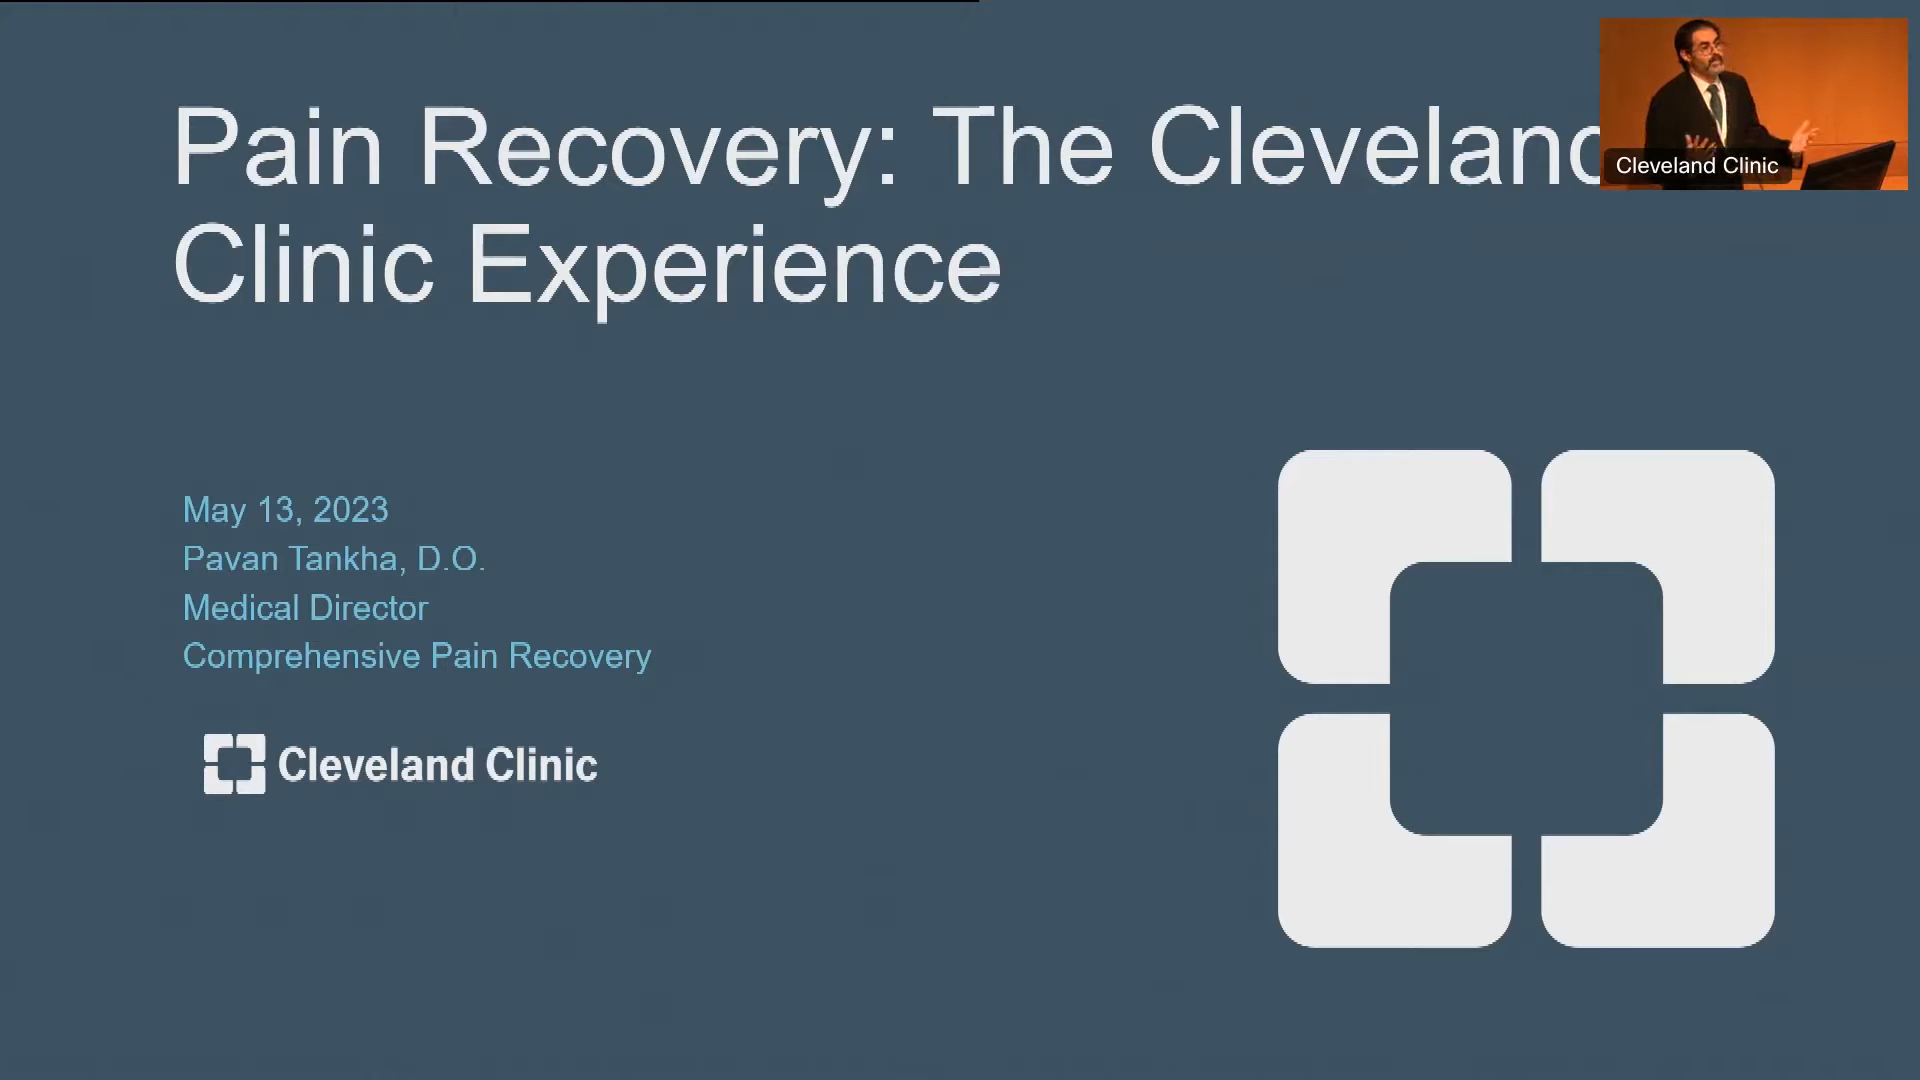 Pain Recovery: The Cleveland
Clinic Experience
Cleveland Clinic
May 13, 2023
Pavan Tankha, D.O.
Medical Director
Comprehensive Pain Recovery
Cleveland Clinic